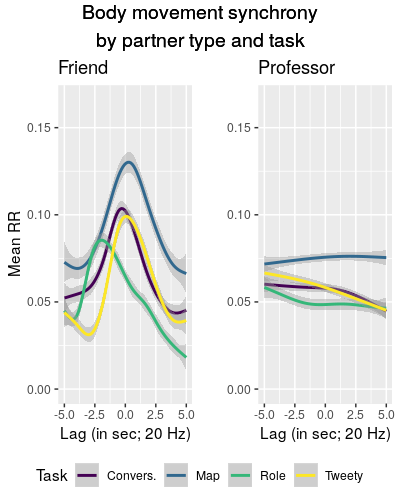 Body movement synchrony
by partner type and task
Friend
Professor
Mean RR
0.15
0.10
0.05
0.00
0.15
0.10
0.05
0.00
-5.0 -2.5 0.0 2.5 5.0
-5.0 -2.5 0.0 2.5 5.0
Lag (in sec; 20 Hz)
Lag (in sec; 20 Hz)
Task Convers. Map Role Tweety